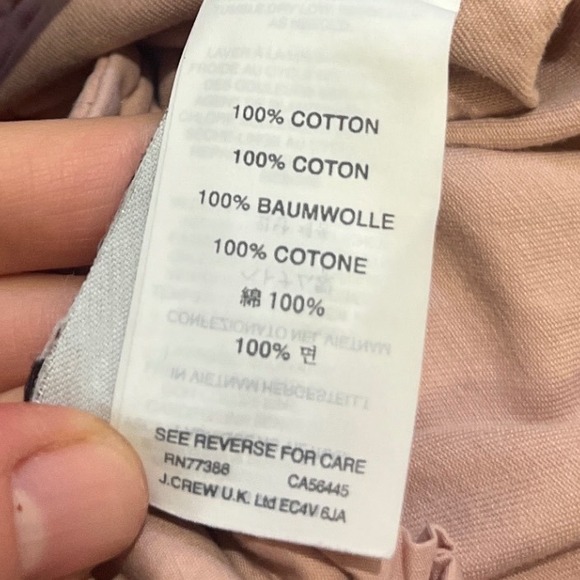 100% COTTON
100% COTON
100% BAUMWOLLE
100% COTONE
綿 100%
100% 면
SEE REVERSE FOR CARE
RN77388 CA56445
J.CREW U.K. Ltd EC4V 6JA